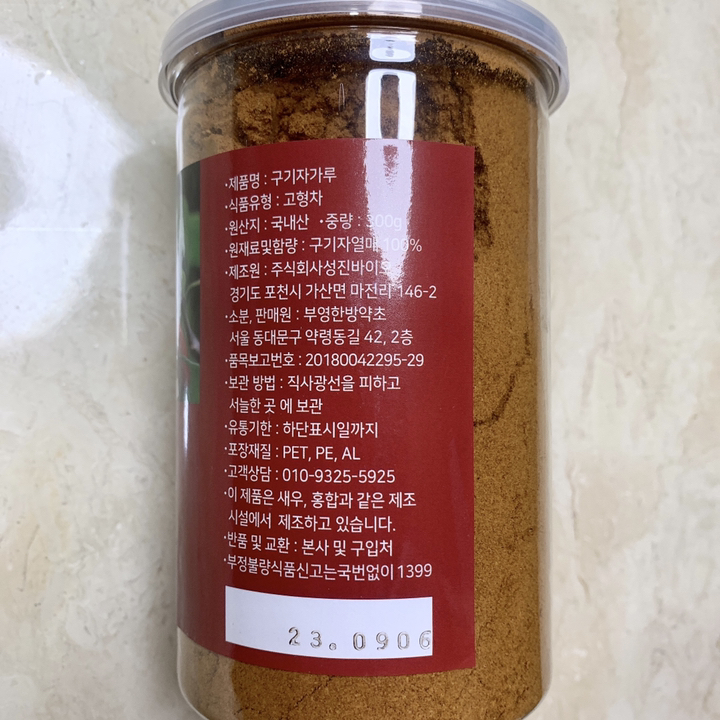 ·제품명 : 구기자가루
·식품유형 : 고형차
·원산지 : 국내산 ·중량 : 300g
·원재료및함량 : 구기자열매 100%
·제조원 : 주식회사성진바이오
경기도 포천시 가산면 마전리 146-2
·소분, 판매원 : 부영한방약초
서울 동대문구 약령동길 42, 2층
·품목보고번호 : 20180042295-29
·보관 방법 : 직사광선을 피하고
서늘한 곳 에 보관
·유통기한 : 하단표시일까지
·포장재질 : PET, PE, AL
·고객상담 : 010-9325-5925
·이 제품은 새우, 홍합과 같은 제조
시설에서 제조하고 있습니다.
·반품 및 교환 : 본사 및 구입처
·부정불량식품신고는국번없이 1399
23.0906